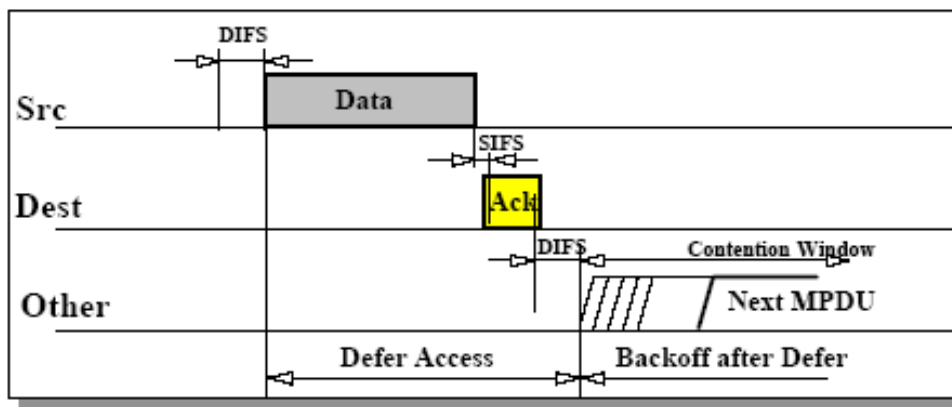 DIFS
Src
Data
SIFS
Dest
Ack
DIFS
Contention Window
Other
Next MPDU
Defer Access
Backoff after Defer